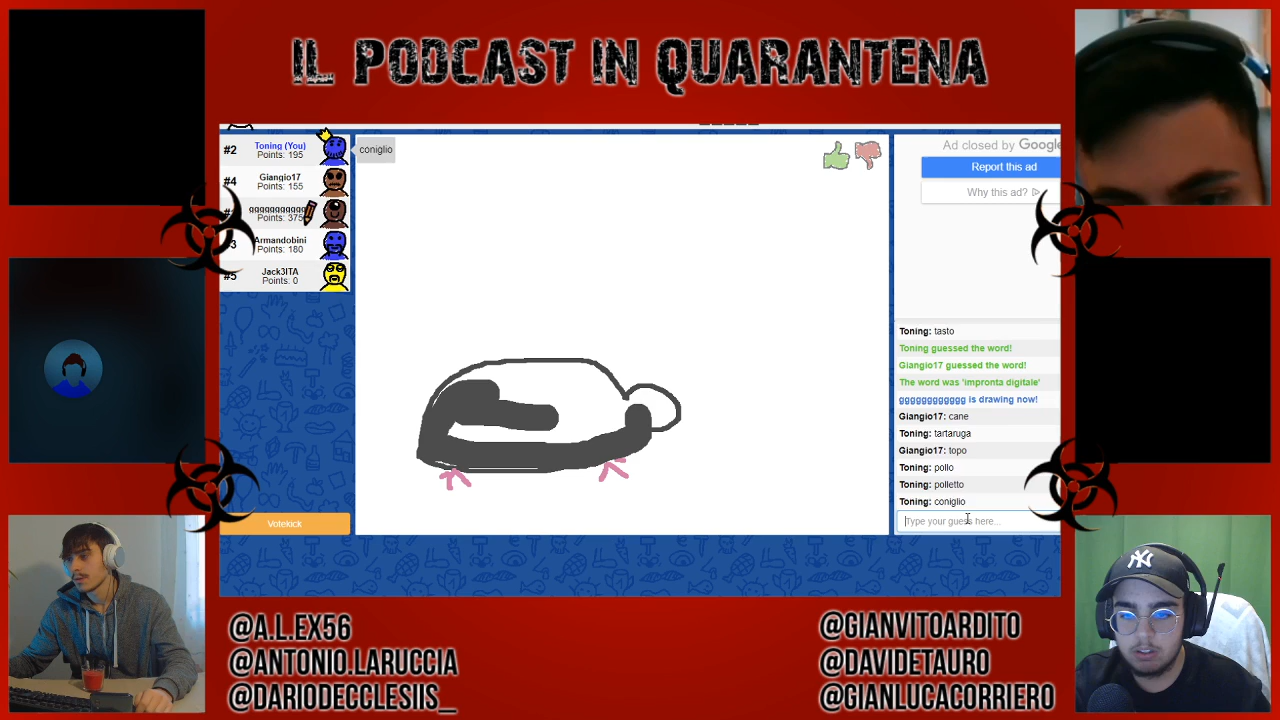 IL PODCAST IN QUARANTENA
#2
Toning (You)
Points: 195
coniglio
#4
Giangio17
Points: 155
gggggggggggg
Points: 375
Armandobini
#3
Points: 180
#5
Jack3ITA
Points: 0
Votekick
Ad closed by Google
Report this ad
Why this ad?
Toning: tasto
Toning guessed the word!
Giangio17 guessed the word!
The word was 'impronta digitale'
gggggggggggg is drawing now!
Giangio17: cane
Toning: tartaruga
Giangio17: topo
Toning: pollo
Toning: polletto
Toning: coniglio
Type your guess here...
NY
@A.L.EX56
@ANTONIO.LARUCCIA
@DARIODECCLESIIS_
@GIANVITOARDITO
@DAVIDETAURO
@GIANLUCACORRIERO